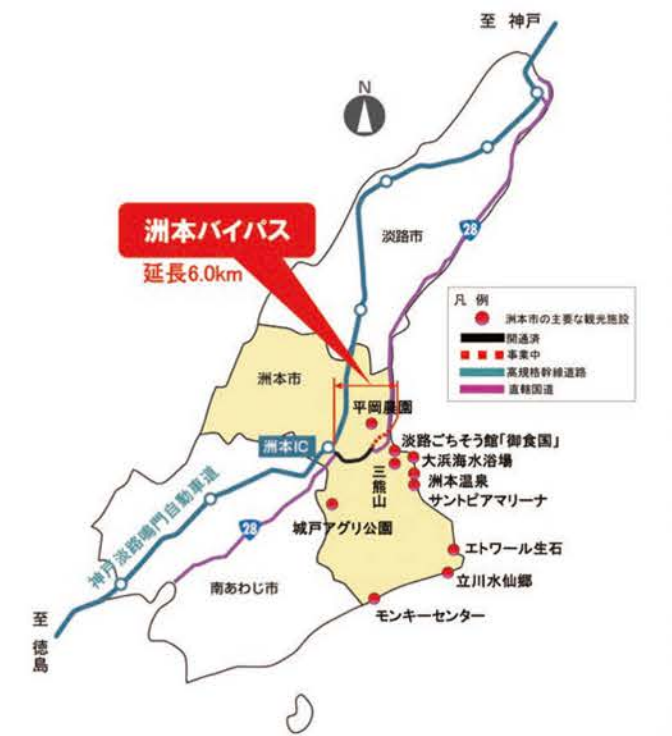 至 神戸
N
洲本バイパス
延長6.0km
淡路市
28
凡 例
洲本市の主要な観光施設
開通済
事業中
高規格幹線道路
直轄国道
洲本市
平岡農園
洲本IC
淡路ごちそう館「御食国」
大浜海水浴場
三熊山
洲本温泉
サントピアマリーナ
神戸淡路鳴門自動車道
28
城戸アグリ公園
エトワール生石
南あわじ市
立川水仙郷
モンキーセンター
至 徳島